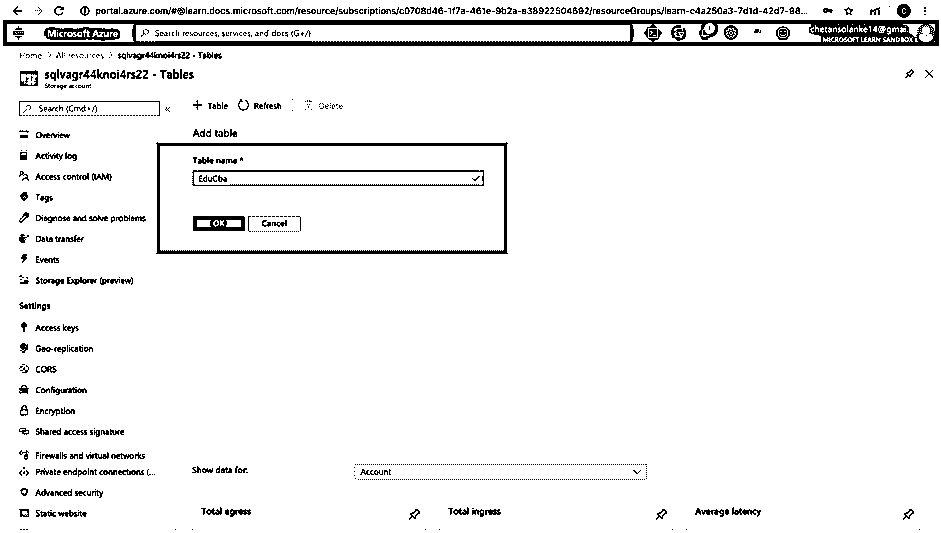 portal.azure.com/#@learn.docs.microsoft.com/resource/subscriptions/c0708d46-1f7a-461e-9b2a-e38922504692/resourceGroups/learn-c4a250a3-7d1d-42d7-98...
Microsoft Azure
Search resources, services, and docs (G+/)
chetansolanke14@gmai...
MICROSOFT LEARN SANDBOX
Home > All resources > sqlvagr44knoi4rs22 - Tables
sqlvagr44knoi4rs22 - Tables
Storage account
Search (Cmd+/)
«
+ Table Refresh Delete
Add table
Table name *
EduCba
OK Cancel
Overview
Activity log
Access control (IAM)
Tags
Diagnose and solve problems
Data transfer
Events
Storage Explorer (preview)
Settings
Access keys
Geo-replication
CORS
Configuration
Encryption
Shared access signature
Firewalls and virtual networks
Private endpoint connections (...
Advanced security
Static website
Show data for:
Account
Total egress
Total ingress
Average latency